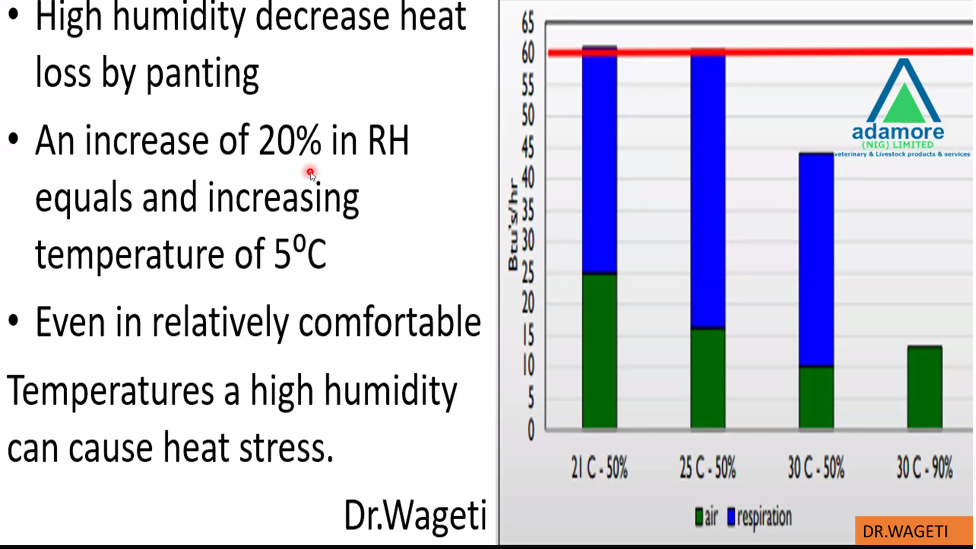 • High humidity decrease heat
loss by panting
• An increase of 20% in RH
equals and increasing
temperature of 5⁰C
• Even in relatively comfortable
Temperatures a high humidity
can cause heat stress.
Dr.Wageti
Btu's/hr
65
60
55
50
45
40
35
30
25
20
15
10
5
0
21 C - 50%
25 C - 50%
30 C - 50%
30 C - 90%
air
respiration
adamore
(NIG) LIMITED
veterinary & Livestock products & services
DR.WAGETI